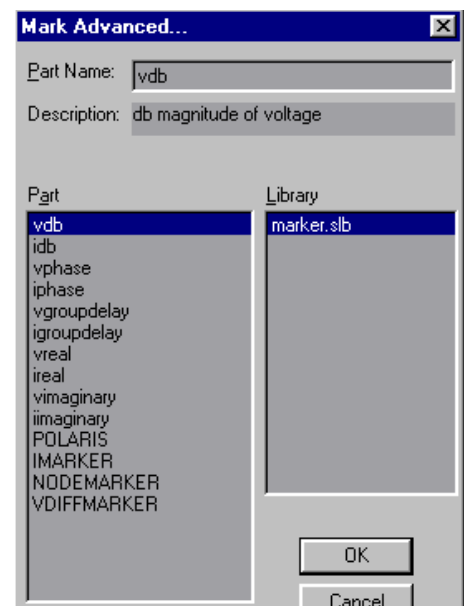 Mark Advanced...
Part Name: vdb
Description: db magnitude of voltage
Part
vdb
idb
vphase
iphase
vgroupdelay
igroupdelay
vreal
ireal
vimaginary
iimaginary
POLARIS
IMARKER
NODEMARKER
VDIFFMARKER
Library
marker.slb
OK
Cancel